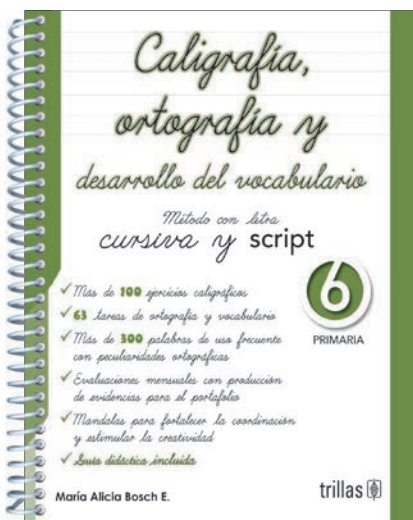 Caligrafía,
ortografía y
desarrollo del vocabulario
Método con letra
cursiva y script
6
PRIMARIA
Más de 100 ejercicios caligráficos
63 tareas de ortografía y vocabulario
Más de 300 palabras de uso frecuente
con peculiaridades ortográficas
Evaluaciones mensuales con producción
de evidencias para el portafolio
Mandalas para fortalecer la coordinación
y estimular la creatividad
Guía didáctica incluida
María Alicia Bosch E.
trillas